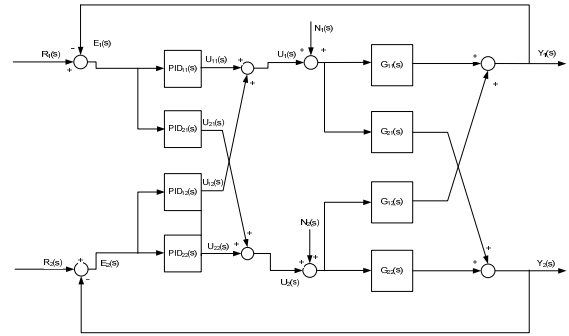 N₁(s)
E₁(s)
R₁(s)
U₁₁(s)
U₁(s)
Y₁(s)
PID₁₁(s)
G₁₁(s)
PID₂₁(s)
U₂₁(s)
G₂₁(s)
PID₁₂(s)
U₁₂(s)
G₁₂(s)
N₂(s)
R₂(s)
E₂(s)
PID₂₂(s)
U₂₂(s)
U₂(s)
G₂₂(s)
Y₂(s)